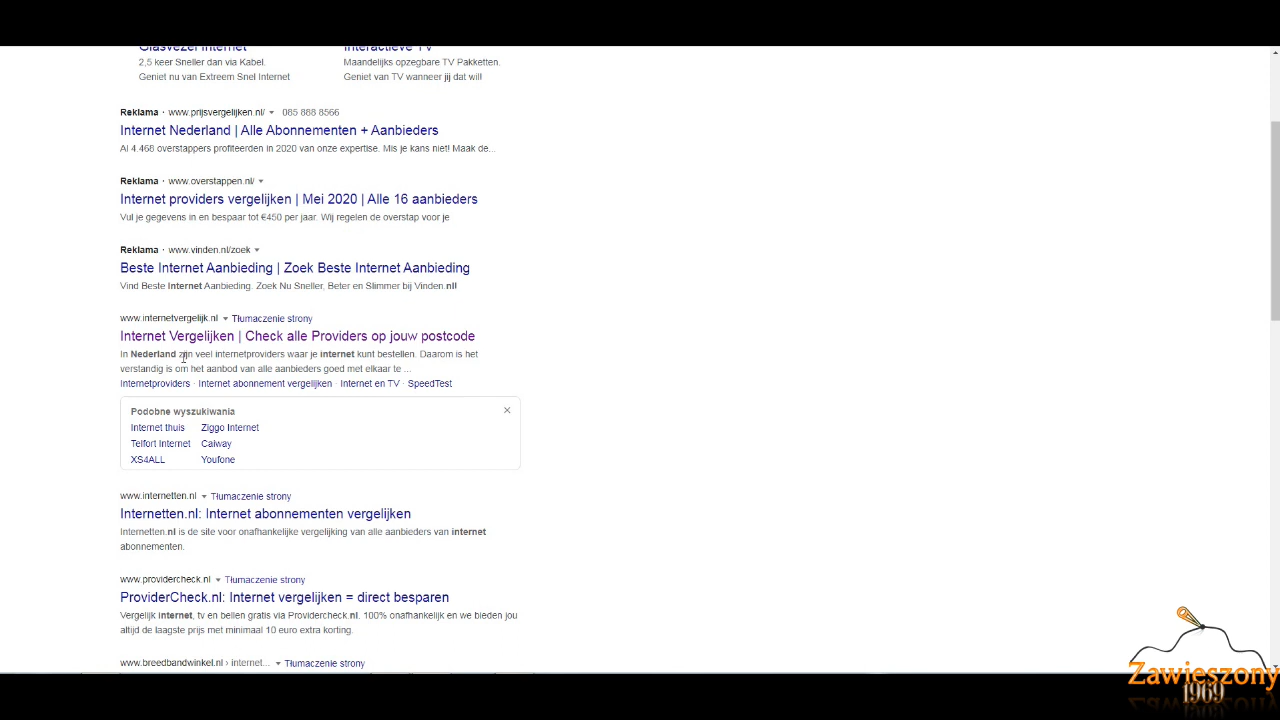 Glasvezel Internet
Interactieve TV
2,5 keer Sneller dan via Kabel.
Maandelijks opzegbare TV Pakketten.
Geniet nu van Extreem Snel Internet
Geniet van TV wanneer jij dat wil!
Reklama · www.prijsvergelijken.nl/ 085 888 8566
Internet Nederland | Alle Abonnementen + Aanbieders
Al 4.468 overstappers profiteerden in 2020 van onze expertise. Mis je kans niet! Maak de...
Reklama · www.overstappen.nl/
Internet providers vergelijken | Mei 2020 | Alle 16 aanbieders
Vul je gegevens in en bespaar tot €450 per jaar. Wij regelen de overstap voor je
Reklama · www.vinden.nl/zoek
Beste Internet Aanbieding | Zoek Beste Internet Aanbieding
Vind Beste Internet Aanbieding. Zoek Nu Sneller, Beter en Slimmer bij Vinden.nl!
www.internetvergelijk.nl Tłumaczenie strony
Internet Vergelijken | Check alle Providers op jouw postcode
In Nederland zijn veel internetproviders waar je internet kunt bestellen. Daarom is het
verstandig is om het aanbod van alle aanbieders goed met elkaar te ...
Internetproviders · Internet abonnement vergelijken · Internet en TV · SpeedTest
Podobne wyszukiwania
Internet thuis Ziggo Internet
Telfort Internet Caiway
XS4ALL Youfone
www.internetten.nl Tłumaczenie strony
Internetten.nl: Internet abonnementen vergelijken
Internetten.nl is de site voor onafhankelijke vergelijking van alle aanbieders van internet
abonnementen.
www.providercheck.nl Tłumaczenie strony
ProviderCheck.nl: Internet vergelijken = direct besparen
Vergelijk internet, tv en bellen gratis via Providercheck.nl. 100% onafhankelijk en we bieden jou
altijd de laagste prijs met minimaal 10 euro extra korting.
www.breedbandwinkel.nl › internet... Tłumaczenie strony
Zawieszony
1969